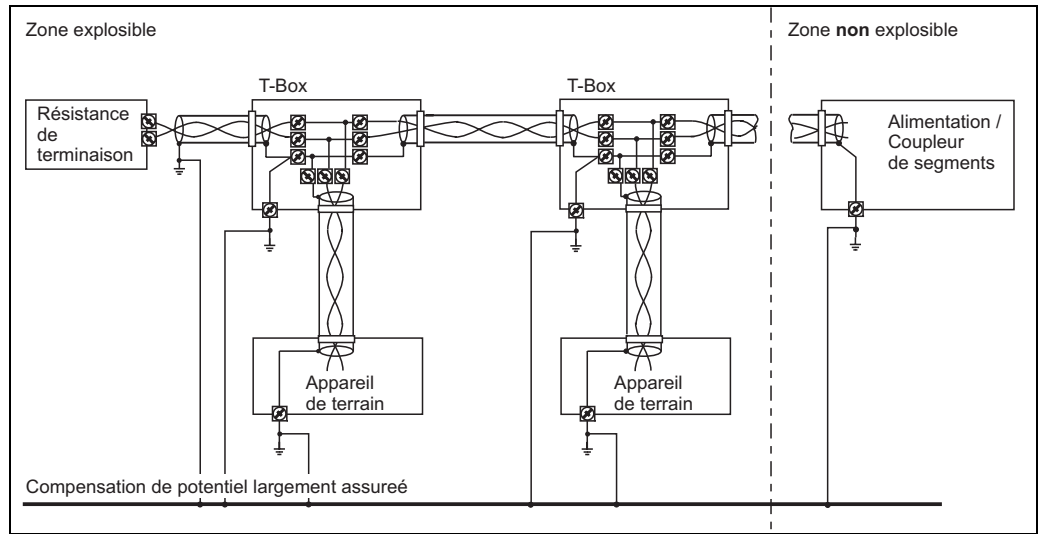 Zone explosible
Zone non explosible
T-Box
T-Box
Résistance
de
terminaison
Alimentation /
Coupleur
de segments
Appareil
de terrain
Appareil
de terrain
Compensation de potentiel largement assureé